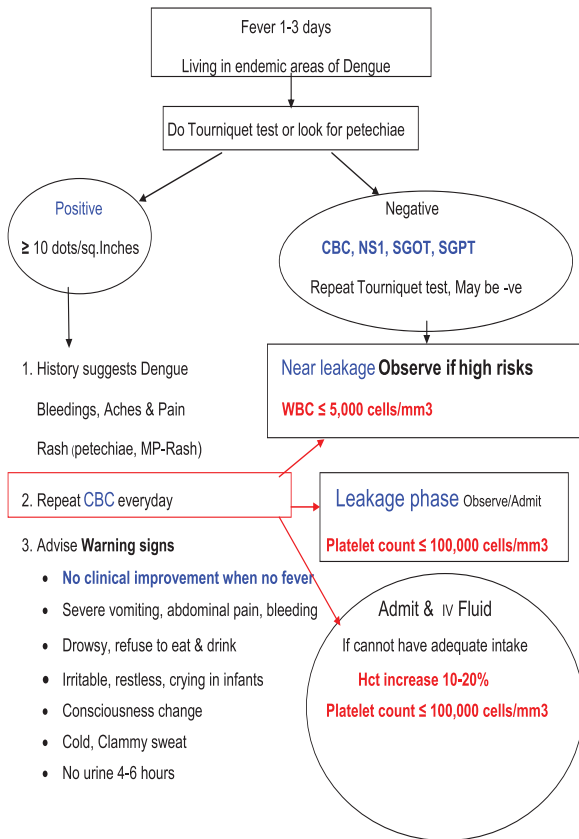 Fever 1-3 days
Living in endemic areas of Dengue
Do Tourniquet test or look for petechiae
Positive
≥ 10 dots/sq.Inches
Negative
CBC, NS1, SGOT, SGPT
Repeat Tourniquet test, May be -ve
1. History suggests Dengue
Bleedings, Aches & Pain
Rash (petechiae, MP-Rash)
Near leakage Observe if high risks
WBC ≤ 5,000 cells/mm3
2. Repeat CBC everyday
Leakage phase Observe/Admit
Platelet count ≤ 100,000 cells/mm3
3. Advise Warning signs
• No clinical improvement when no fever
• Severe vomiting, abdominal pain, bleeding
• Drowsy, refuse to eat & drink
• Irritable, restless, crying in infants
• Consciousness change
• Cold, Clammy sweat
• No urine 4-6 hours
Admit & IV Fluid
If cannot have adequate intake
Hct increase 10-20%
Platelet count ≤ 100,000 cells/mm3